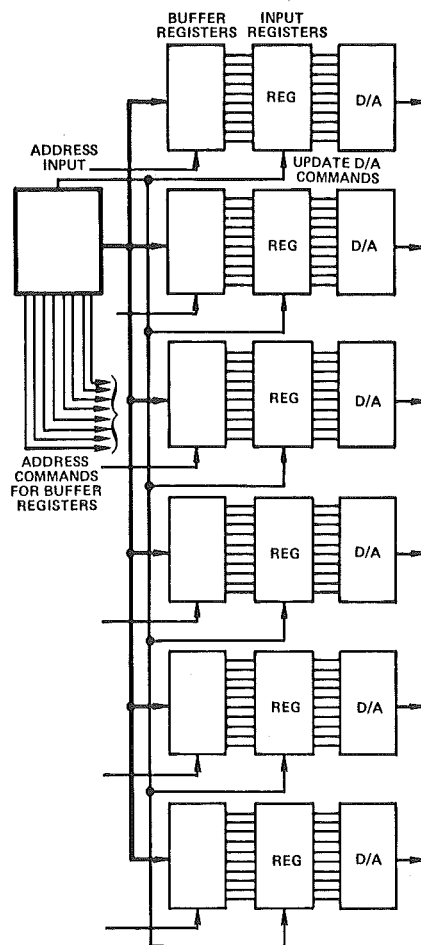 BUFFER
REGISTERS
INPUT
REGISTERS
REG
D/A
ADDRESS
INPUT
UPDATE D/A
COMMANDS
REG
D/A
REG
D/A
ADDRESS
COMMANDS
FOR BUFFER
REGISTERS
REG
D/A
REG
D/A
REG
D/A